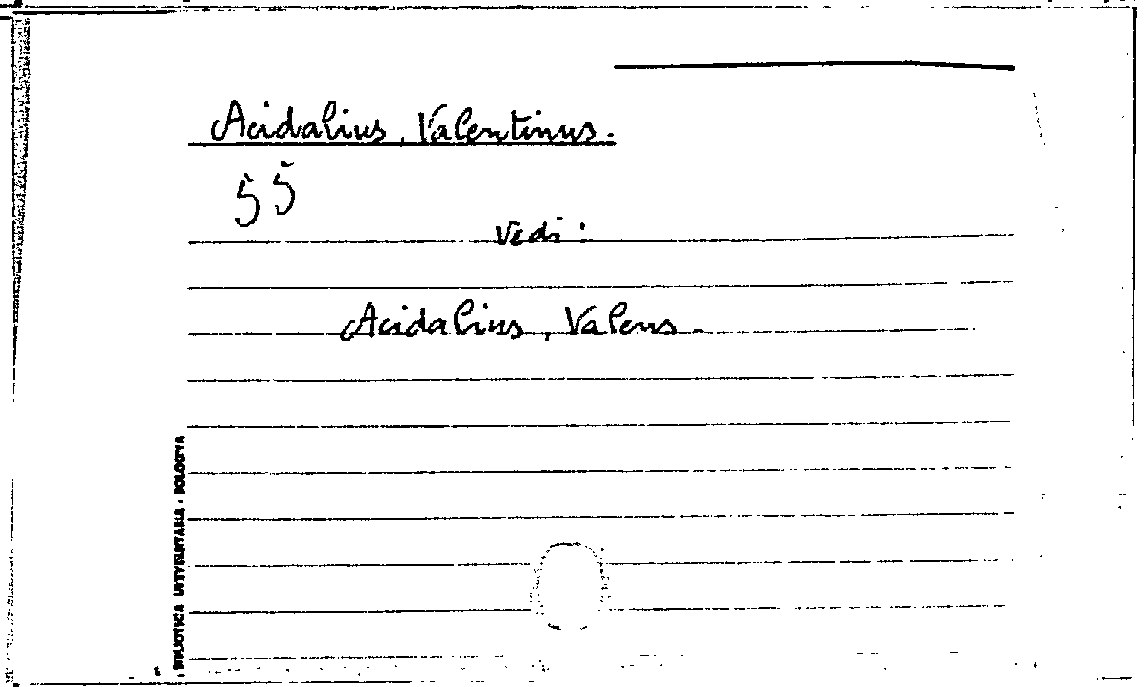 Acidalius, Valentinus.
55
Vedi:
Acidalius, Valens.
BIBLIOTECA UNIVERSITARIA - BOLOGNA